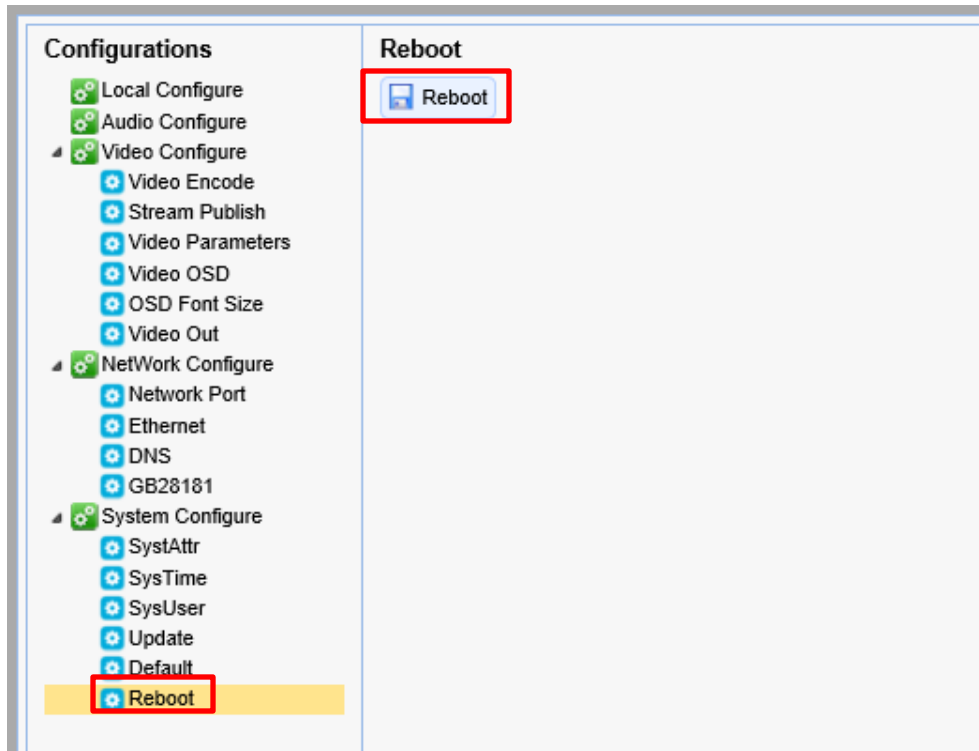 Configurations
Local Configure
Audio Configure
Video Configure
Video Encode
Stream Publish
Video Parameters
Video OSD
OSD Font Size
Video Out
NetWork Configure
Network Port
Ethernet
DNS
GB28181
System Configure
SystAttr
SysTime
SysUser
Update
Default
Reboot
Reboot
Reboot